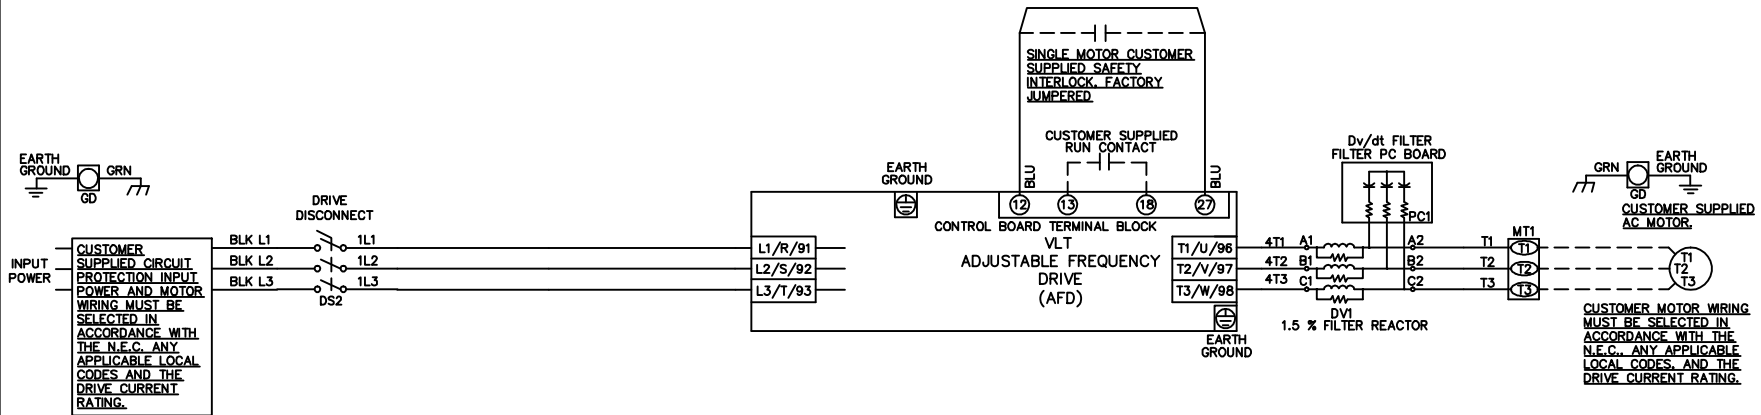 SINGLE MOTOR CUSTOMER
SUPPLIED SAFETY
INTERLOCK, FACTORY
JUMPERED
CUSTOMER SUPPLIED
RUN CONTACT
BLU
BLU
EARTH
GROUND
GRN
GD
DRIVE
DISCONNECT
INPUT
POWER
CUSTOMER
SUPPLIED CIRCUIT
PROTECTION INPUT
POWER AND MOTOR
WIRING MUST BE
SELECTED IN
ACCORDANCE WITH
THE N.E.C. ANY
APPLICABLE LOCAL
CODES AND THE
DRIVE CURRENT
RATING.
BLK L1
BLK L2
BLK L3
1L1
1L2
1L3
DS2
EARTH
GROUND
12
13
18
27
CONTROL BOARD TERMINAL BLOCK
VLT
ADJUSTABLE FREQUENCY
DRIVE
(AFD)
L1/R/91
L2/S/92
L3/T/93
T1/U/96
T2/V/97
T3/W/98
EARTH
GROUND
Dv/dt FILTER
FILTER PC BOARD
PC1
4T1
4T2
4T3
A1
B1
C1
A2
B2
C2
DV1
1.5 % FILTER REACTOR
T1
T2
T3
MT1
T1
T2
T3
GRN
GD
EARTH
GROUND
CUSTOMER SUPPLIED
AC MOTOR.
T1
T2
T3
CUSTOMER MOTOR WIRING
MUST BE SELECTED IN
ACCORDANCE WITH THE
N.E.C., ANY APPLICABLE
LOCAL CODES, AND THE
DRIVE CURRENT RATING.